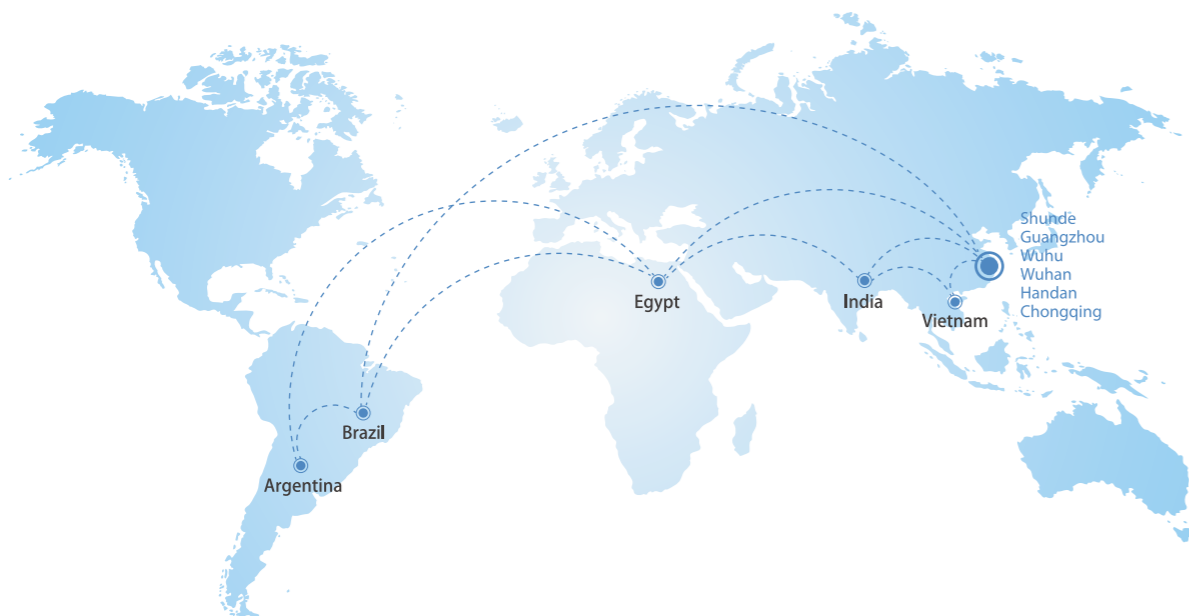 Shunde
Guangzhou
Wuhu
Wuhan
Handan
Chongqing
Egypt
India
Vietnam
Brazil
Argentina